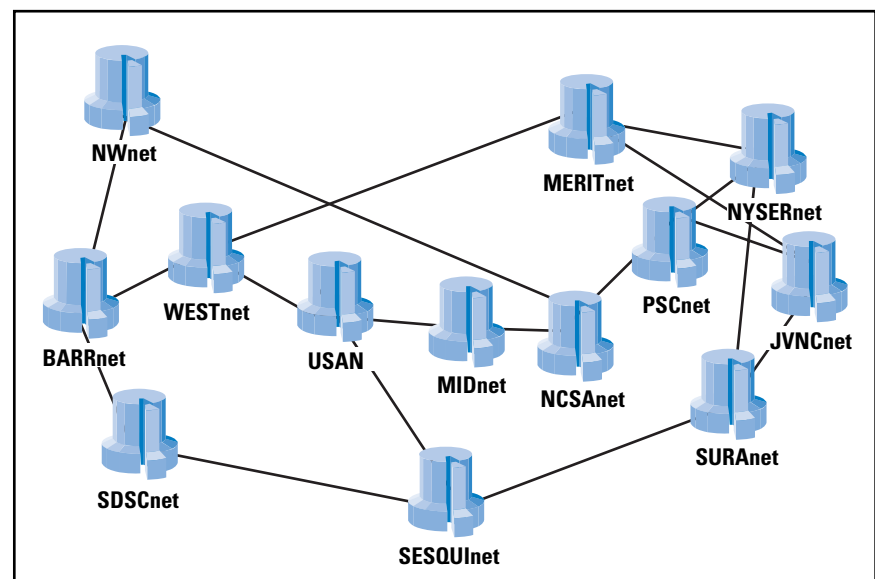 NWnet
MERITnet
NYSERnet
WESTnet
PSCnet
BARRnet
USAN
MIDnet
NCSAnet
JVNCnet
SURAnet
SDSCnet
SESQUInet